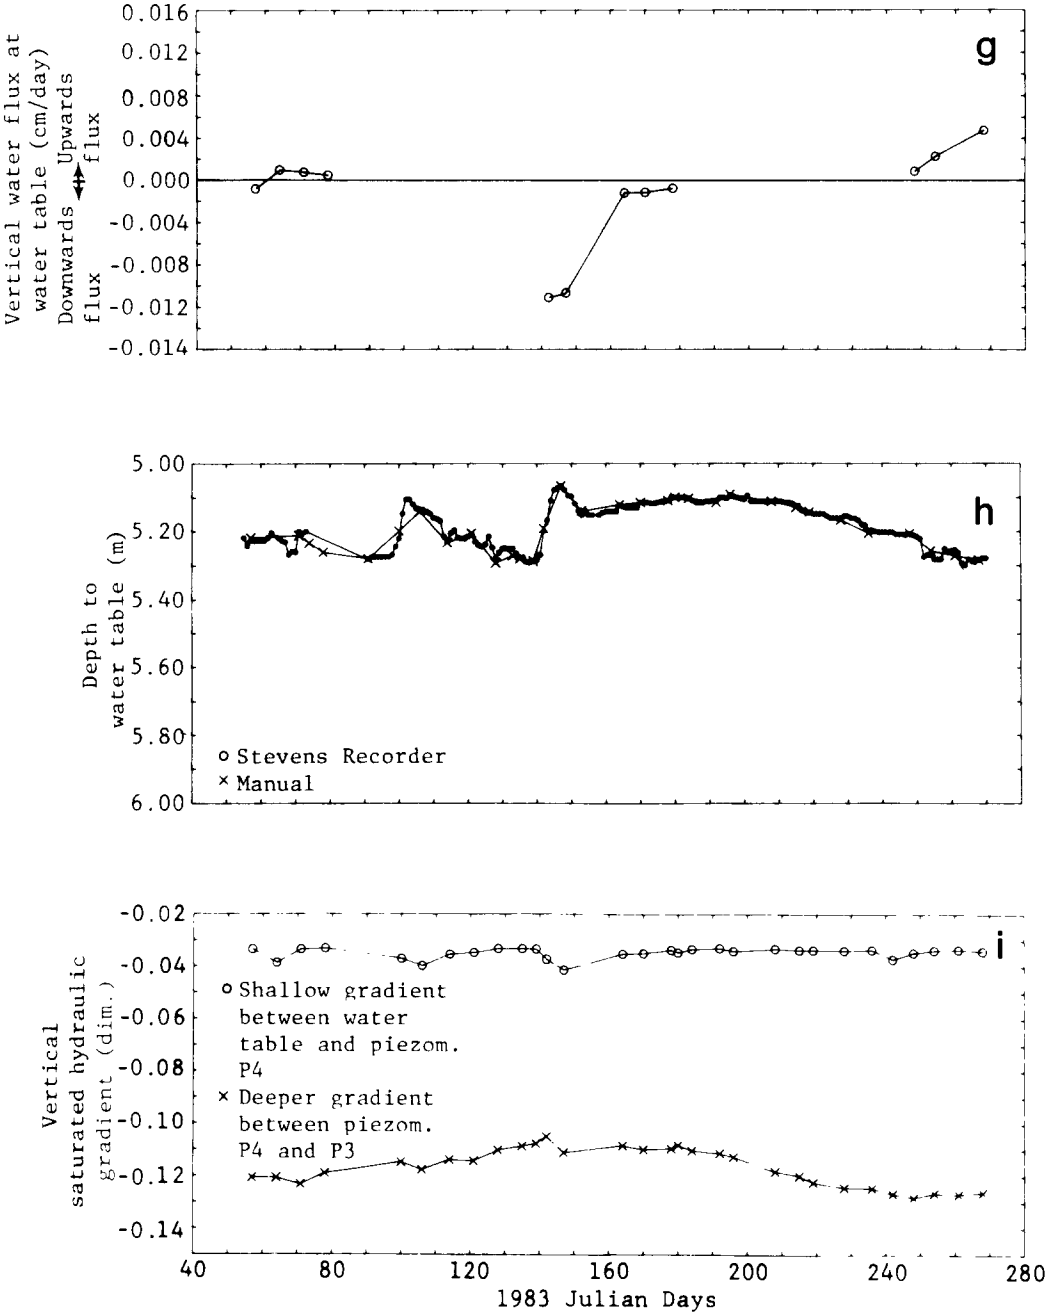 g
0.016
0.012
0.008
0.004
0.000
-0.004
-0.008
-0.012
-0.014
Vertical water flux at
water table (cm/day)
Downwards Upwards
flux flux
h
5.00
5.20
5.40
5.60
5.80
6.00
Depth to
water table (m)
o Stevens Recorder
x Manual
i
-0.02
-0.04
-0.06
-0.08
-0.10
-0.12
-0.14
Vertical
saturated hydraulic
gradient (dim.)
o Shallow gradient
between water
table and piezom.
P4
x Deeper gradient
between piezom.
P4 and P3
40 80 120 160 200 240 280
1983 Julian Days